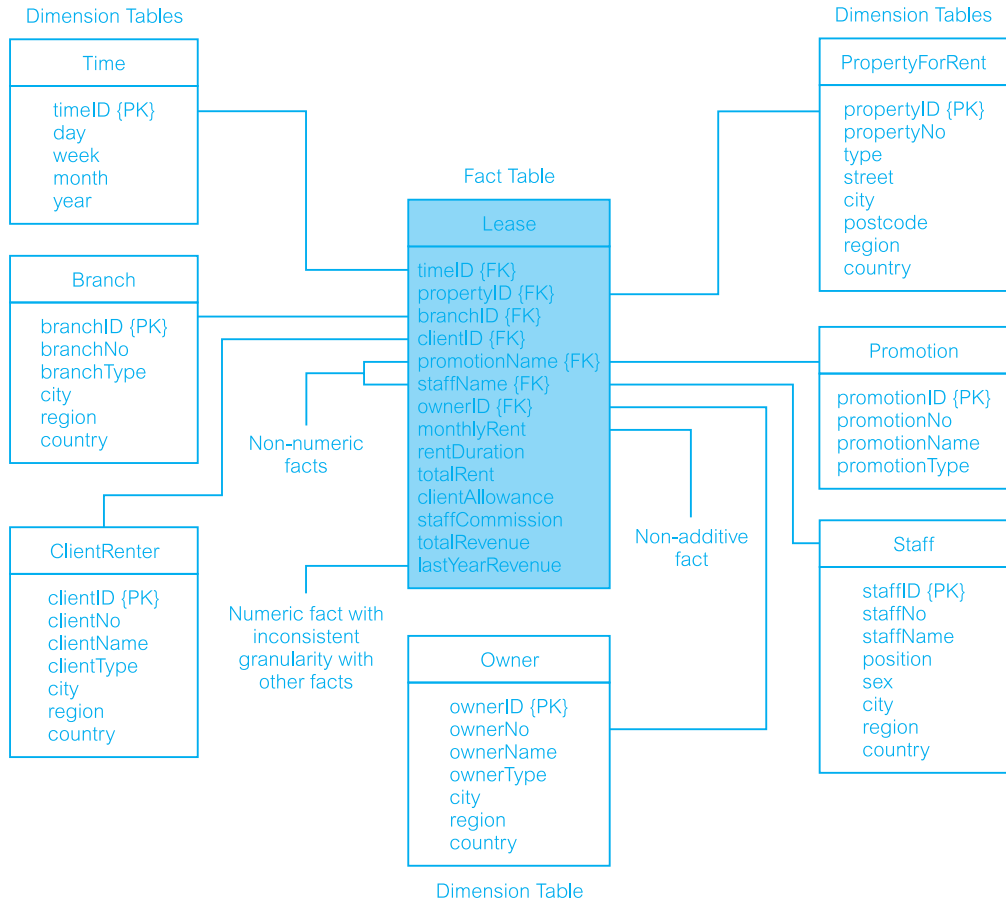 Dimension Tables
Time
timeID {PK}
day
week
month
year
Branch
branchID {PK}
branchNo
branchType
city
region
country
ClientRenter
clientID {PK}
clientNo
clientName
clientType
city
region
country
Non-numeric
facts
Numeric fact with
inconsistent
granularity with
other facts
Fact Table
Lease
timeID {FK}
propertyID {FK}
branchID {FK}
clientID {FK}
promotionName {FK}
staffName {FK}
ownerID {FK}
monthlyRent
rentDuration
totalRent
clientAllowance
staffCommission
totalRevenue
lastYearRevenue
Non-additive
fact
Owner
ownerID {PK}
ownerNo
ownerName
ownerType
city
region
country
Dimension Table
Dimension Tables
PropertyForRent
propertyID {PK}
propertyNo
type
street
city
postcode
region
country
Promotion
promotionID {PK}
promotionNo
promotionName
promotionType
Staff
staffID {PK}
staffNo
staffName
position
sex
city
region
country